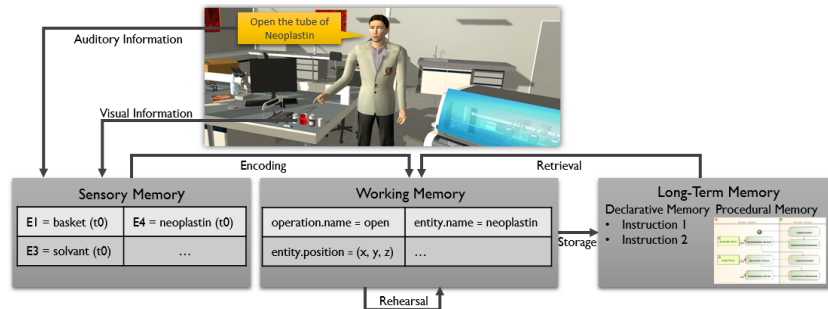 Open the tube of
Neoplastin
Auditory Information
Visual Information
Encoding
Retrieval
Sensory Memory
E1 = basket (t0)
E4 = neoplastin (t0)
E3 = solvant (t0)
...
Working Memory
operation.name = open
entity.name = neoplastin
entity.position = (x, y, z)
...
Rehearsal
Storage
Long-Term Memory
Declarative Memory
• Instruction 1
• Instruction 2
Procedural Memory